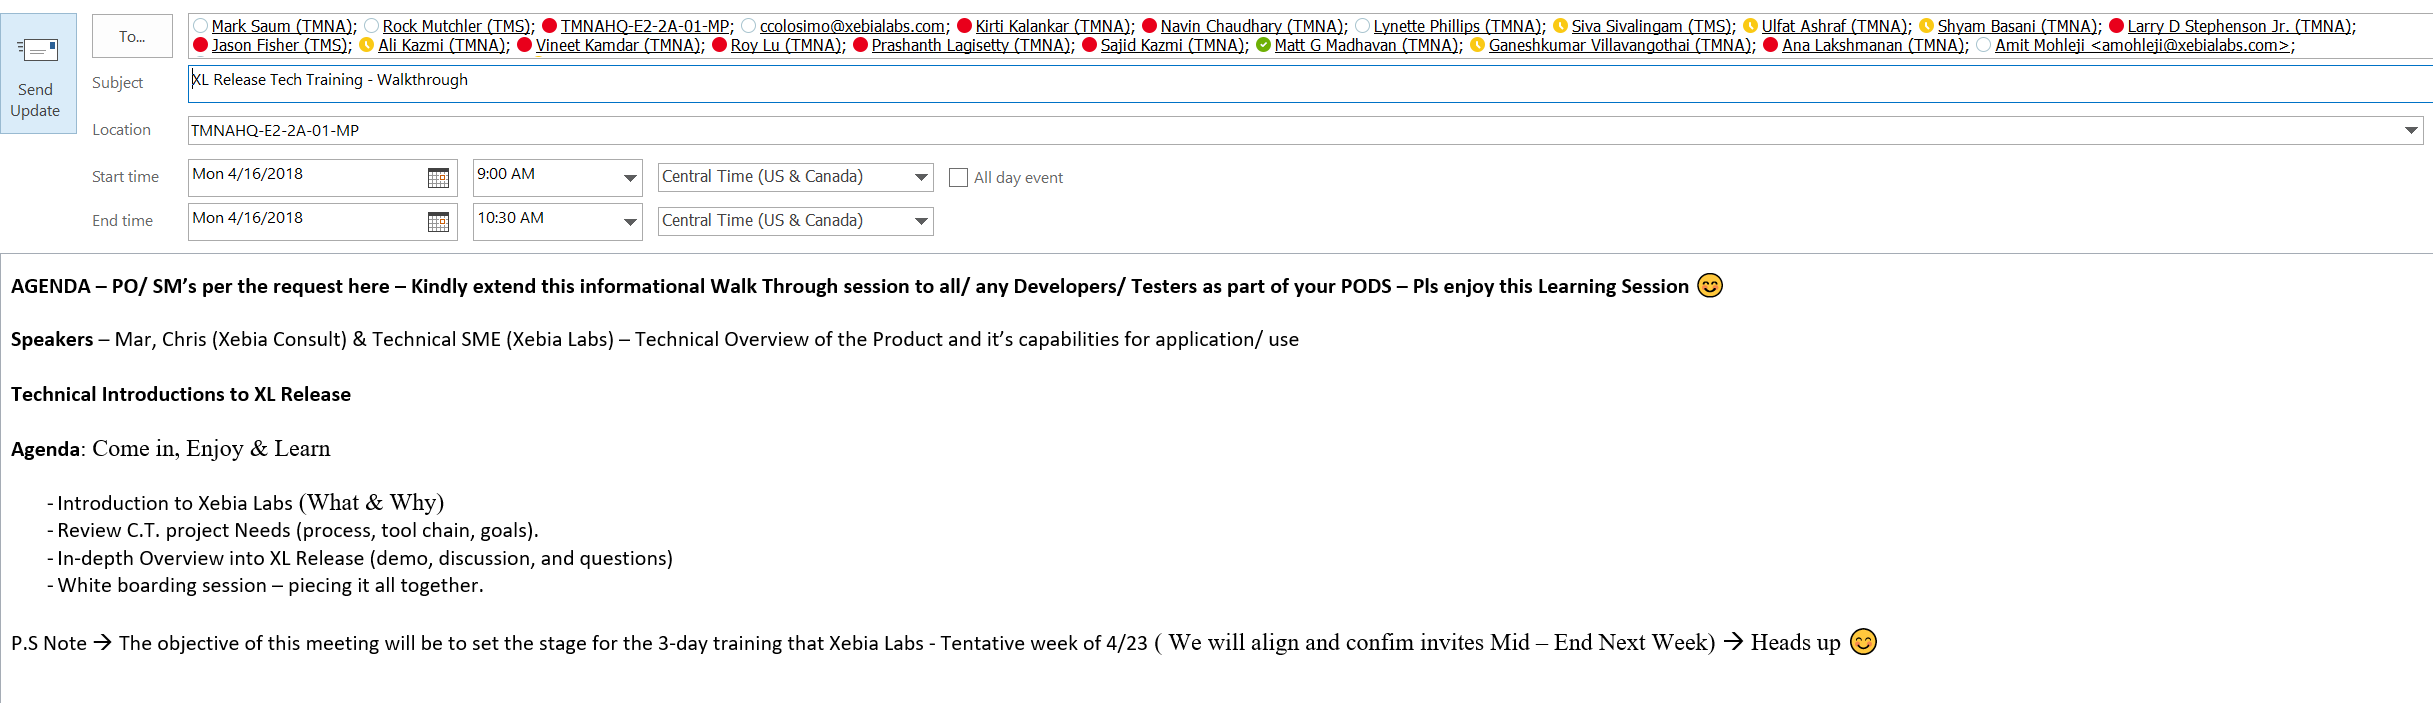 To...
Mark Saum (TMNA); Rock Mutchler (TMS); TMNAHQ-E2-2A-01-MP; ccolosimo@xebialabs.com; Kirti Kalankar (TMNA); Navin Chaudhary (TMNA); Lynette Phillips (TMNA); Siva Sivalingam (TMS); Ulfat Ashraf (TMNA); Shyam Basani (TMNA); Larry D Stephenson Jr. (TMNA);
Jason Fisher (TMS); Ali Kazmi (TMNA); Vineet Kamdar (TMNA); Roy Lu (TMNA); Prashanth Lagisetty (TMNA); Sajid Kazmi (TMNA); Matt G Madhavan (TMNA); Ganeshkumar Villavangothai (TMNA); Ana Lakshmanan (TMNA); Amit Mohleji <amohleji@xebialabs.com>;
Send
Update
Subject XL Release Tech Training - Walkthrough
Location TMNAHQ-E2-2A-01-MP
Start time Mon 4/16/2018 9:00 AM Central Time (US & Canada) All day event
End time Mon 4/16/2018 10:30 AM Central Time (US & Canada)
AGENDA – PO/ SM’s per the request here – Kindly extend this informational Walk Through session to all/ any Developers/ Testers as part of your PODS – Pls enjoy this Learning Session 😊
Speakers – Mar, Chris (Xebia Consult) & Technical SME (Xebia Labs) – Technical Overview of the Product and it’s capabilities for application/ use
Technical Introductions to XL Release
Agenda: Come in, Enjoy & Learn
- Introduction to Xebia Labs (What & Why)
- Review C.T. project Needs (process, tool chain, goals).
- In-depth Overview into XL Release (demo, discussion, and questions)
- White boarding session – piecing it all together.
P.S Note → The objective of this meeting will be to set the stage for the 3-day training that Xebia Labs - Tentative week of 4/23 ( We will align and confim invites Mid – End Next Week) → Heads up 😊